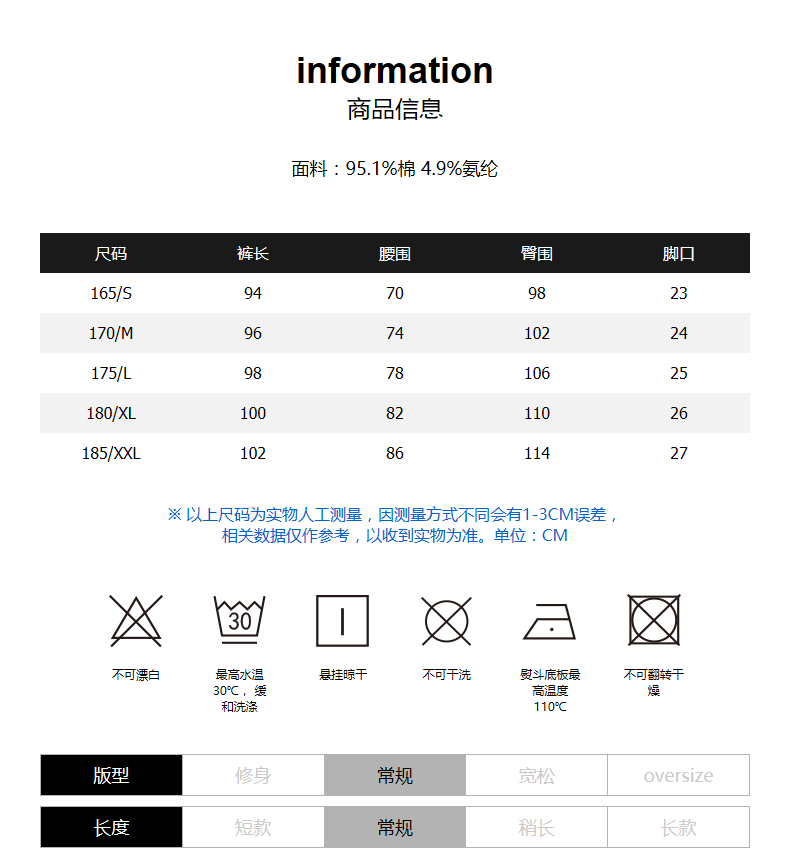 information
商品信息
面料：95.1%棉 4.9%氨纶
尺码 裤长 腰围 臀围 脚口
165/S 94 70 98 23
170/M 96 74 102 24
175/L 98 78 106 25
180/XL 100 82 110 26
185/XXL 102 86 114 27
※ 以上尺码为实物人工测量，因测量方式不同会有1-3CM误差，
相关数据仅作参考，以收到实物为准。单位：CM
30
不可漂白 最高水温 悬挂晾干 不可干洗 熨斗底板最 不可翻转干
30℃， 缓 高温度 燥
和洗涤 110℃
版型 修身 常规 宽松 oversize
长度 短款 常规 稍长 长款